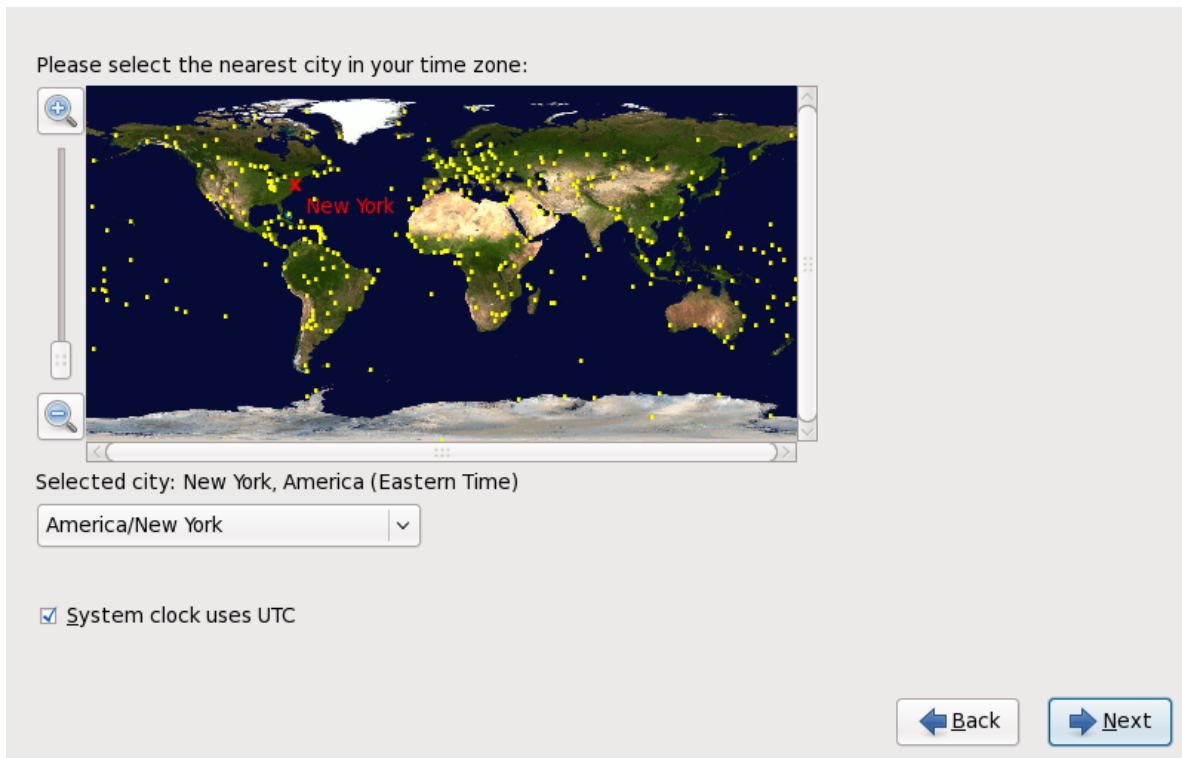 Please select the nearest city in your time zone:
New York
Selected city: New York, America (Eastern Time)
America/New York
System clock uses UTC
Back
Next